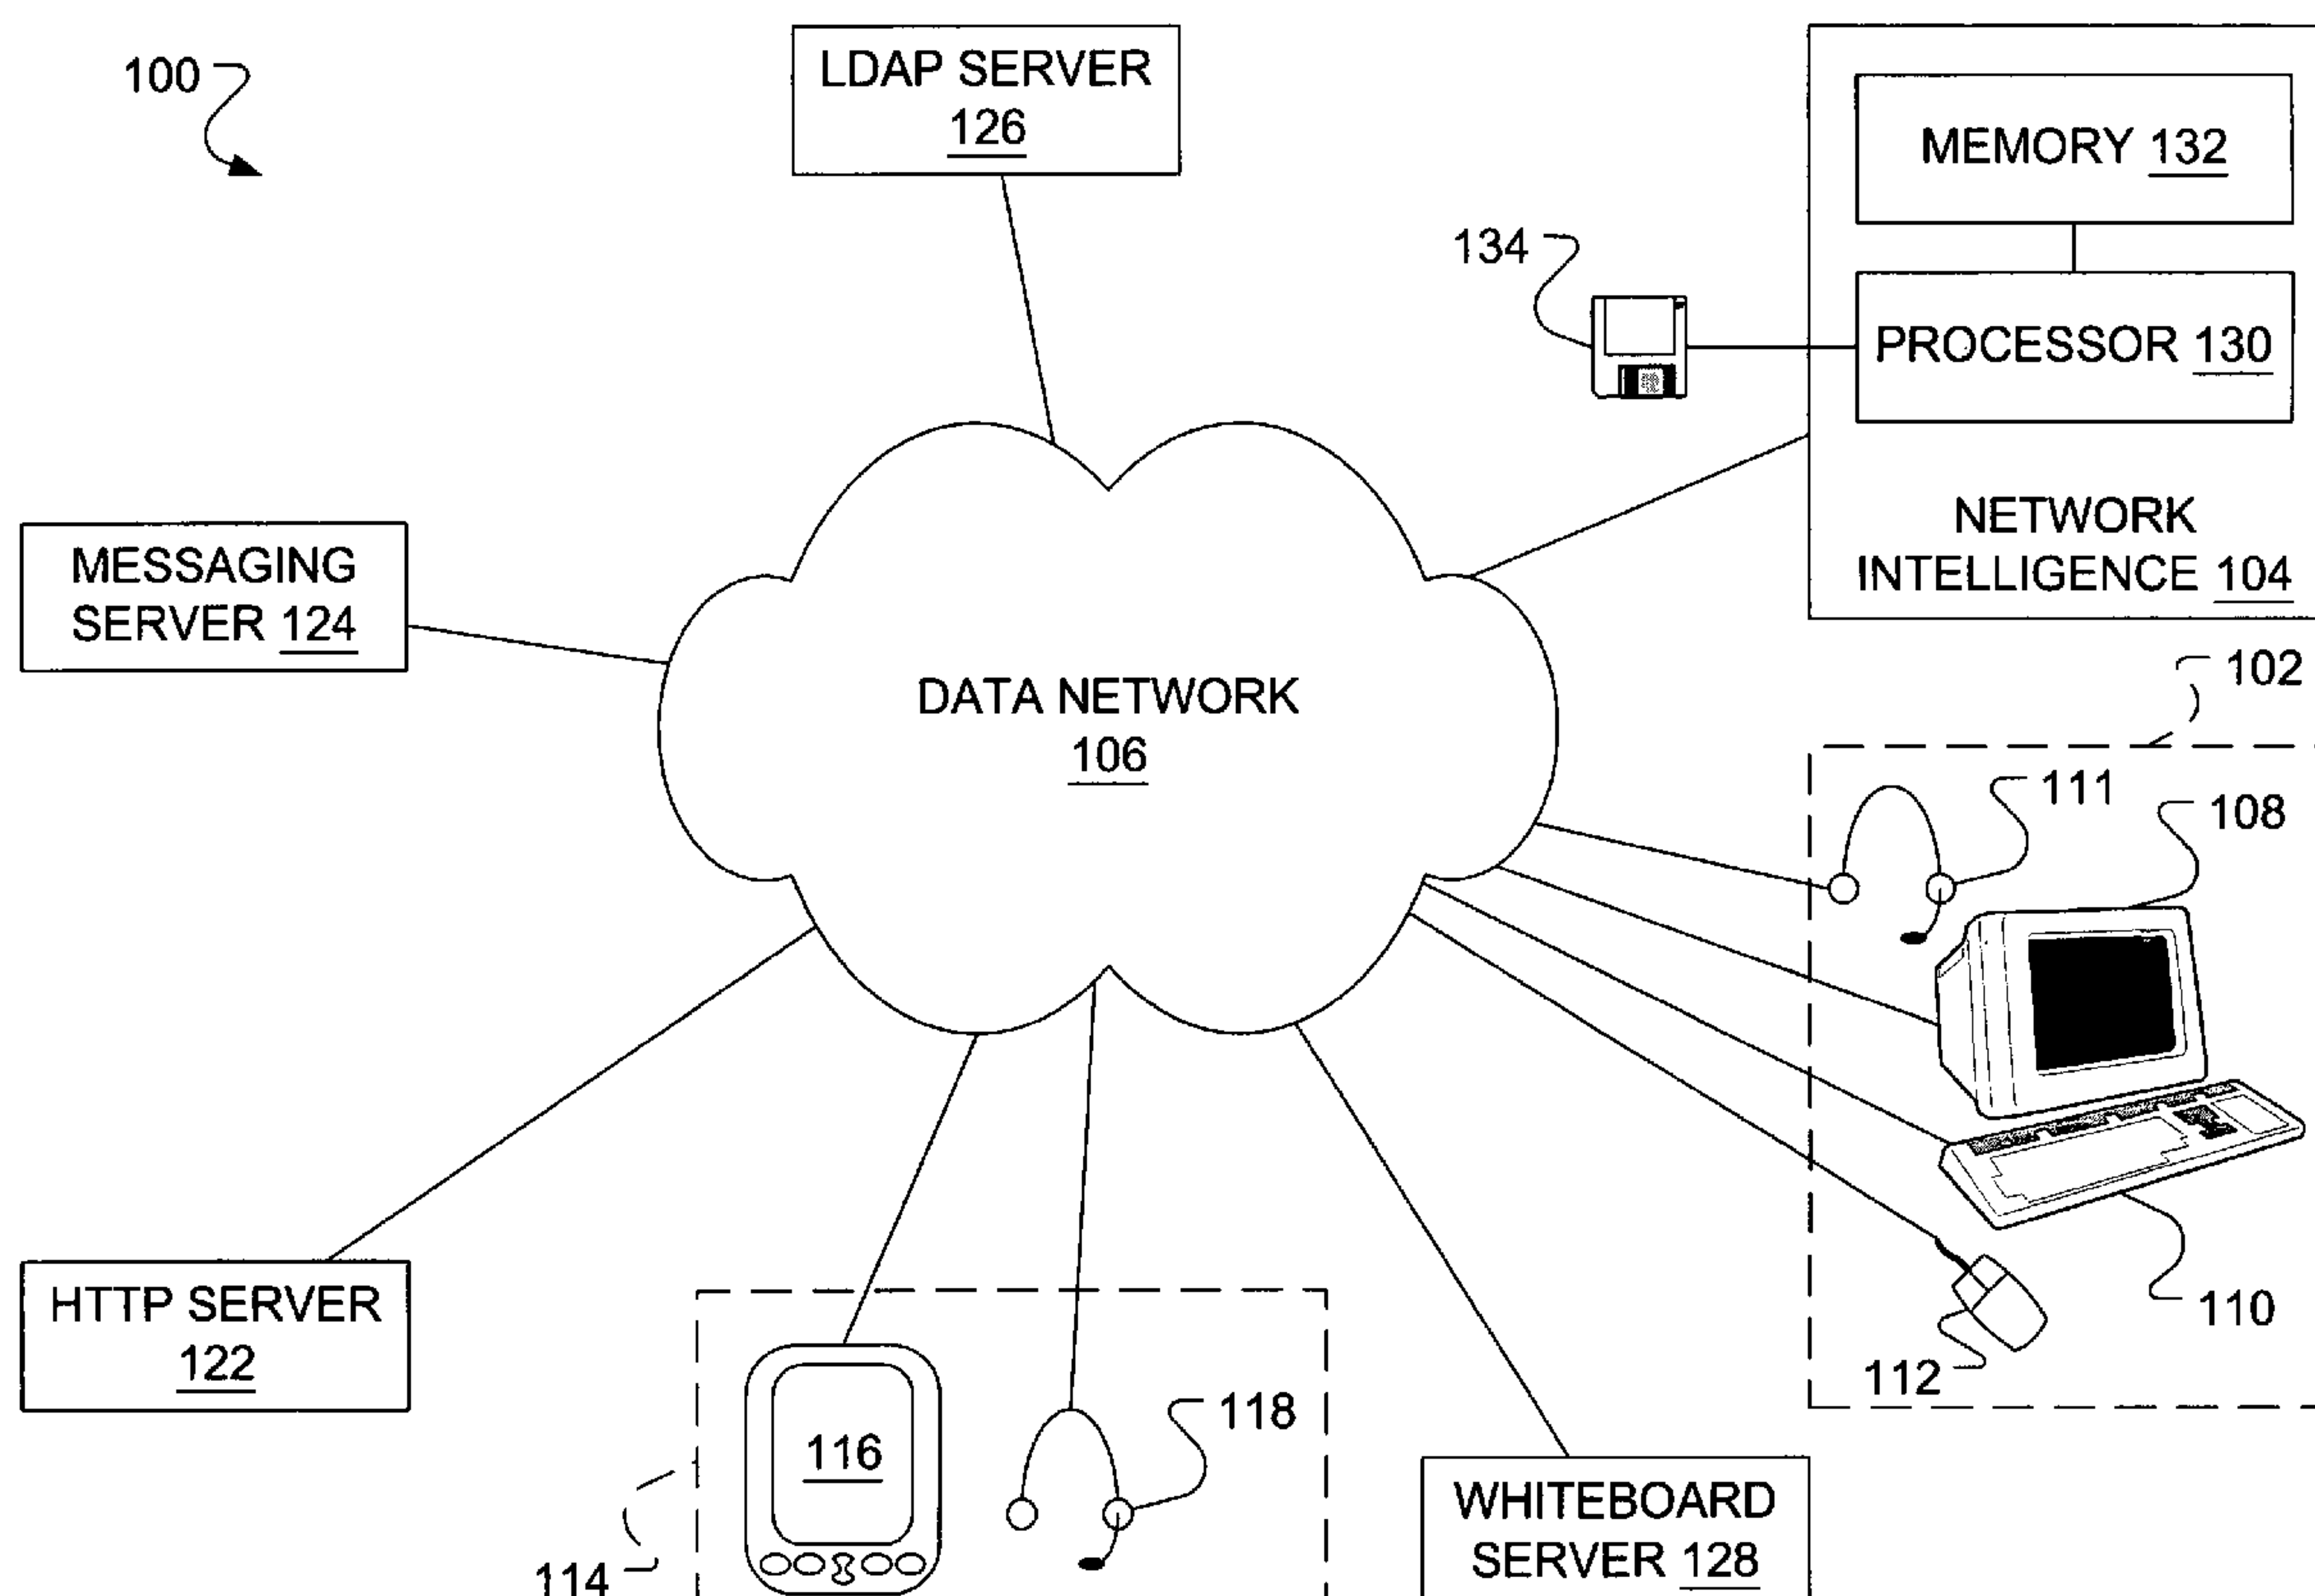 100
LDAP SERVER
126
MEMORY 132
134
PROCESSOR 130
NETWORK
INTELLIGENCE 104
MESSAGING
SERVER 124
DATA NETWORK
106
102
111
108
HTTP SERVER
122
110
112
116
118
114
WHITEBOARD
SERVER 128